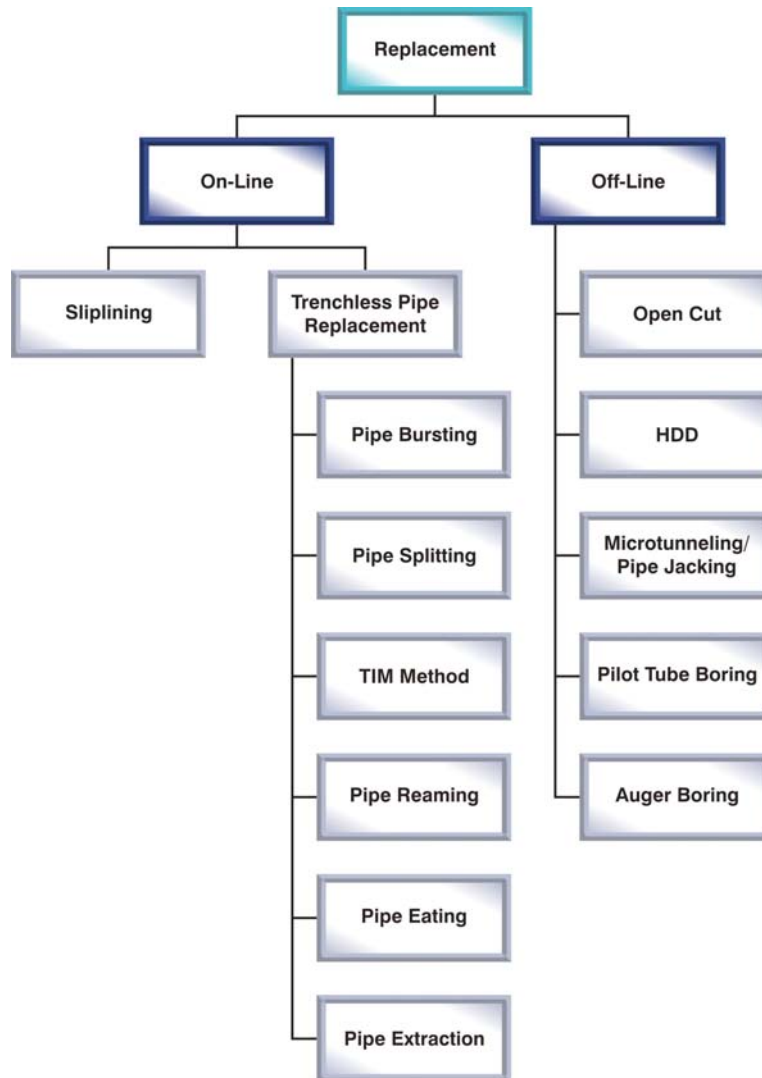 Replacement
On-Line
Off-Line
Sliplining
Trenchless Pipe
Replacement
Pipe Bursting
Pipe Splitting
TIM Method
Pipe Reaming
Pipe Eating
Pipe Extraction
Open Cut
HDD
Microtunneling/
Pipe Jacking
Pilot Tube Boring
Auger Boring